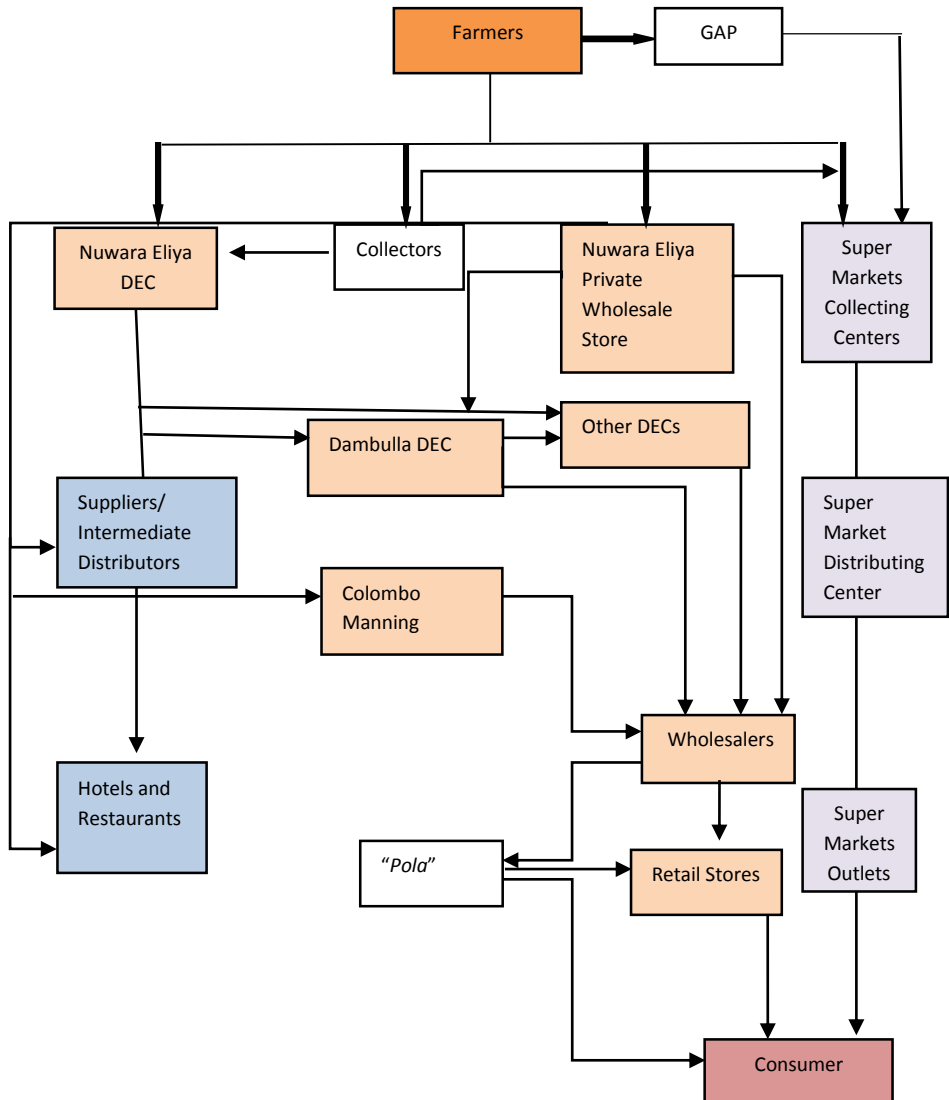 Farmers
GAP
Nuwara Eliya
DEC
Collectors
Nuwara Eliya
Private
Wholesale
Store
Super
Markets
Collecting
Centers
Dambulla DEC
Other DECs
Suppliers/
Intermediate
Distributors
Super
Market
Distributing
Center
Colombo
Manning
Wholesalers
Hotels and
Restaurants
Super
Markets
Outlets
“Pola”
Retail Stores
Consumer